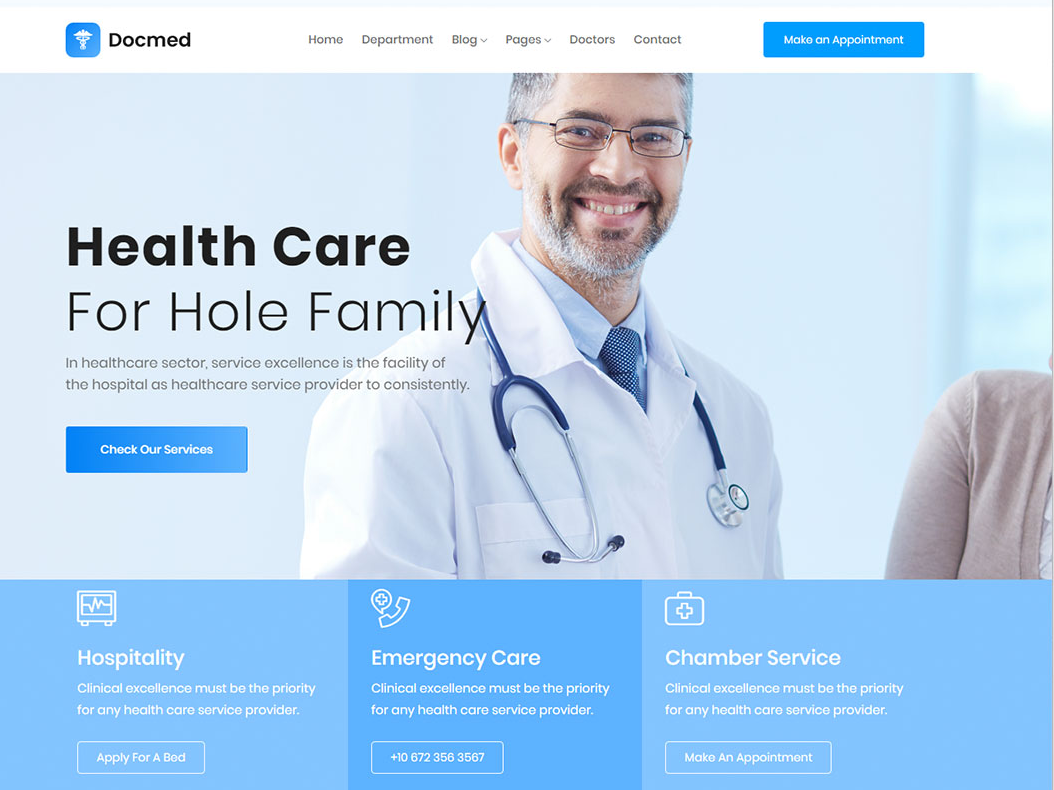 Docmed
Home Department Blog Pages Doctors Contact
Make an Appointment
Health Care
For Hole Family
In healthcare sector, service excellence is the facility of
the hospital as healthcare service provider to consistently.
Check Our Services
Hospitality
Clinical excellence must be the priority
for any health care service provider.
Apply For A Bed
Emergency Care
Clinical excellence must be the priority
for any health care service provider.
+10 672 356 3567
Chamber Service
Clinical excellence must be the priority
for any health care service provider.
Make An Appointment